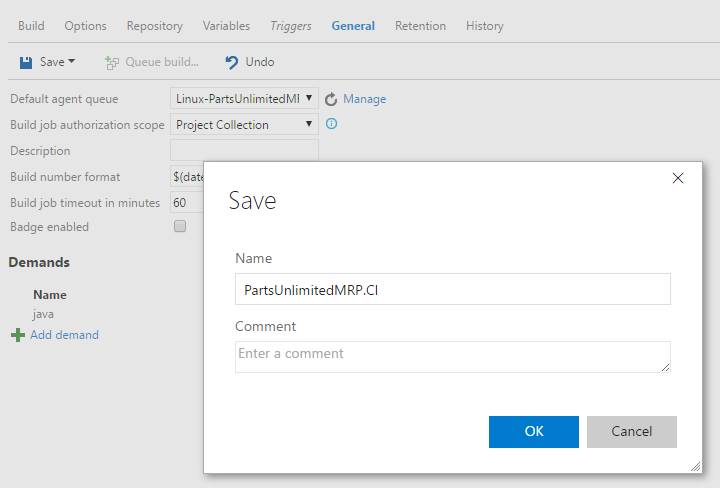 Build Options Repository Variables Triggers General Retention History
Save Queue build... Undo
Default agent queue Linux-PartsUnlimitedMI Manage
Build job authorization scope Project Collection
Description
Build number format $(date
Build job timeout in minutes 60
Badge enabled
Demands
Name
java
Add demand
Save
Name
PartsUnlimitedMRP.CI
Comment
Enter a comment
OK Cancel